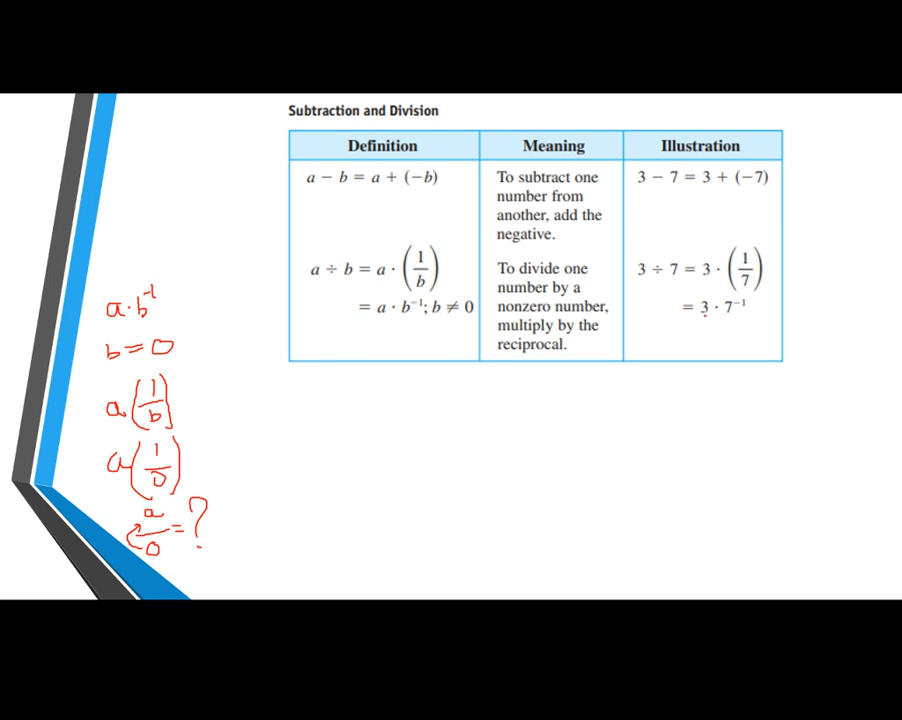 Subtraction and Division
Definition
Meaning
Illustration
a − b = a + (−b)
To subtract one
number from
another, add the
negative.
3 − 7 = 3 + (−7)
a ÷ b = a · (1/b)
= a · b⁻¹; b ≠ 0
To divide one
number by a
nonzero number,
multiply by the
reciprocal.
3 ÷ 7 = 3 · (1/7)
= 3 · 7⁻¹
a·b⁻¹
b = 0
a(1/b)
a(1/0)
a/0 = ?